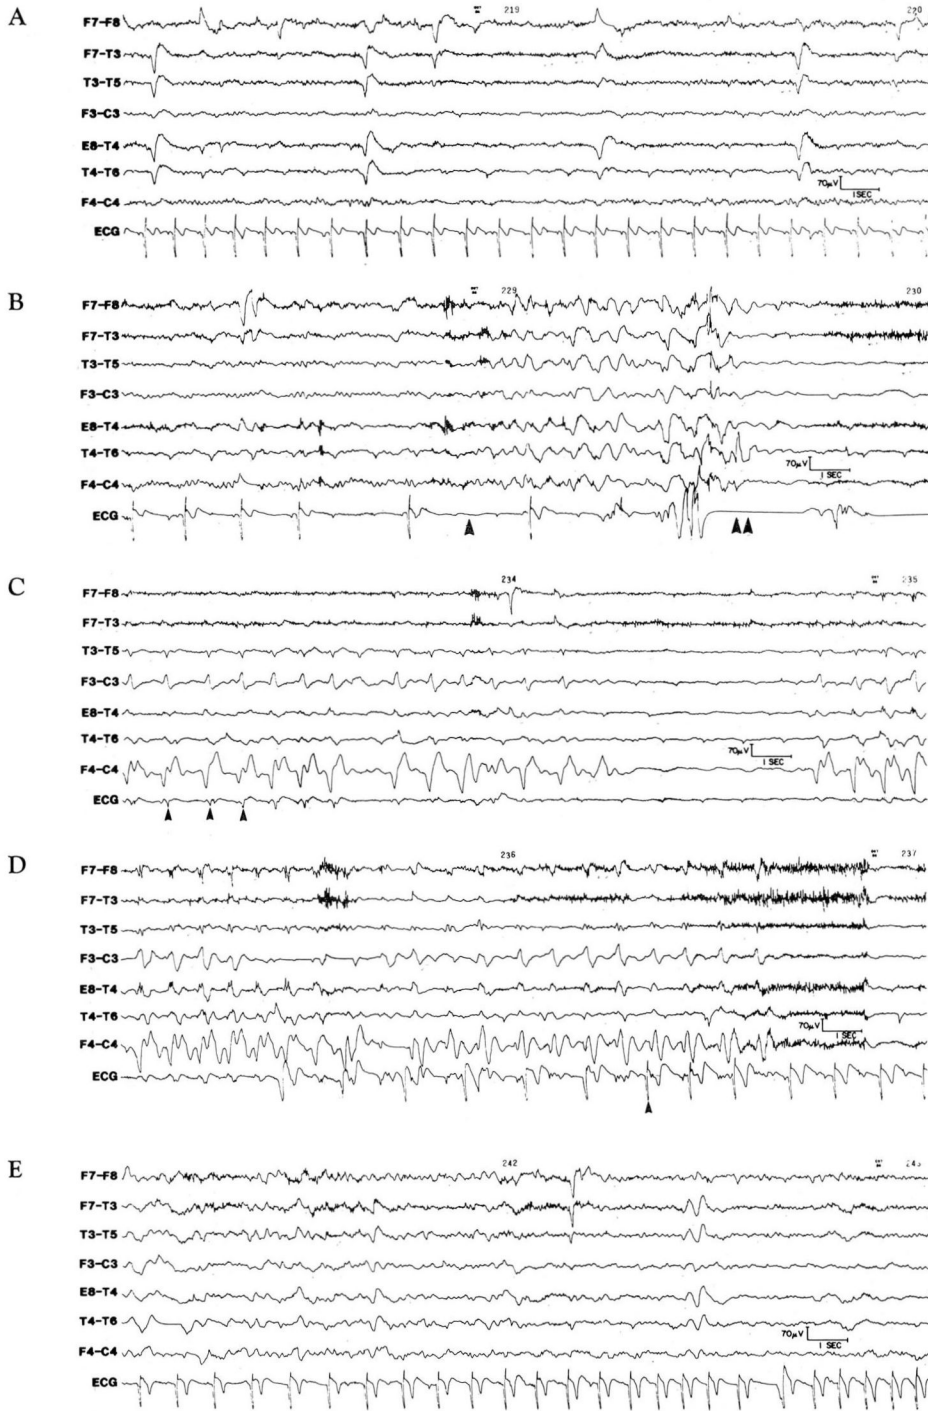 A
219 220
F7-F8
F7-T3
T3-T5
F3-C3
E8-T4
T4-T6
70μV
1 SEC
F4-C4
ECG
B
229 230
F7-F8
F7-T3
T3-T5
F3-C3
E8-T4
T4-T6
70μV
1 SEC
F4-C4
ECG
C
234 235
F7-F8
F7-T3
T3-T5
F3-C3
E8-T4
T4-T6
70μV
1 SEC
F4-C4
ECG
D
236 237
F7-F8
F7-T3
T3-T5
F3-C3
E8-T4
T4-T6
70μV
1 SEC
F4-C4
ECG
E
242 243
F7-F8
F7-T3
T3-T5
F3-C3
E8-T4
T4-T6
70μV
1 SEC
F4-C4
ECG